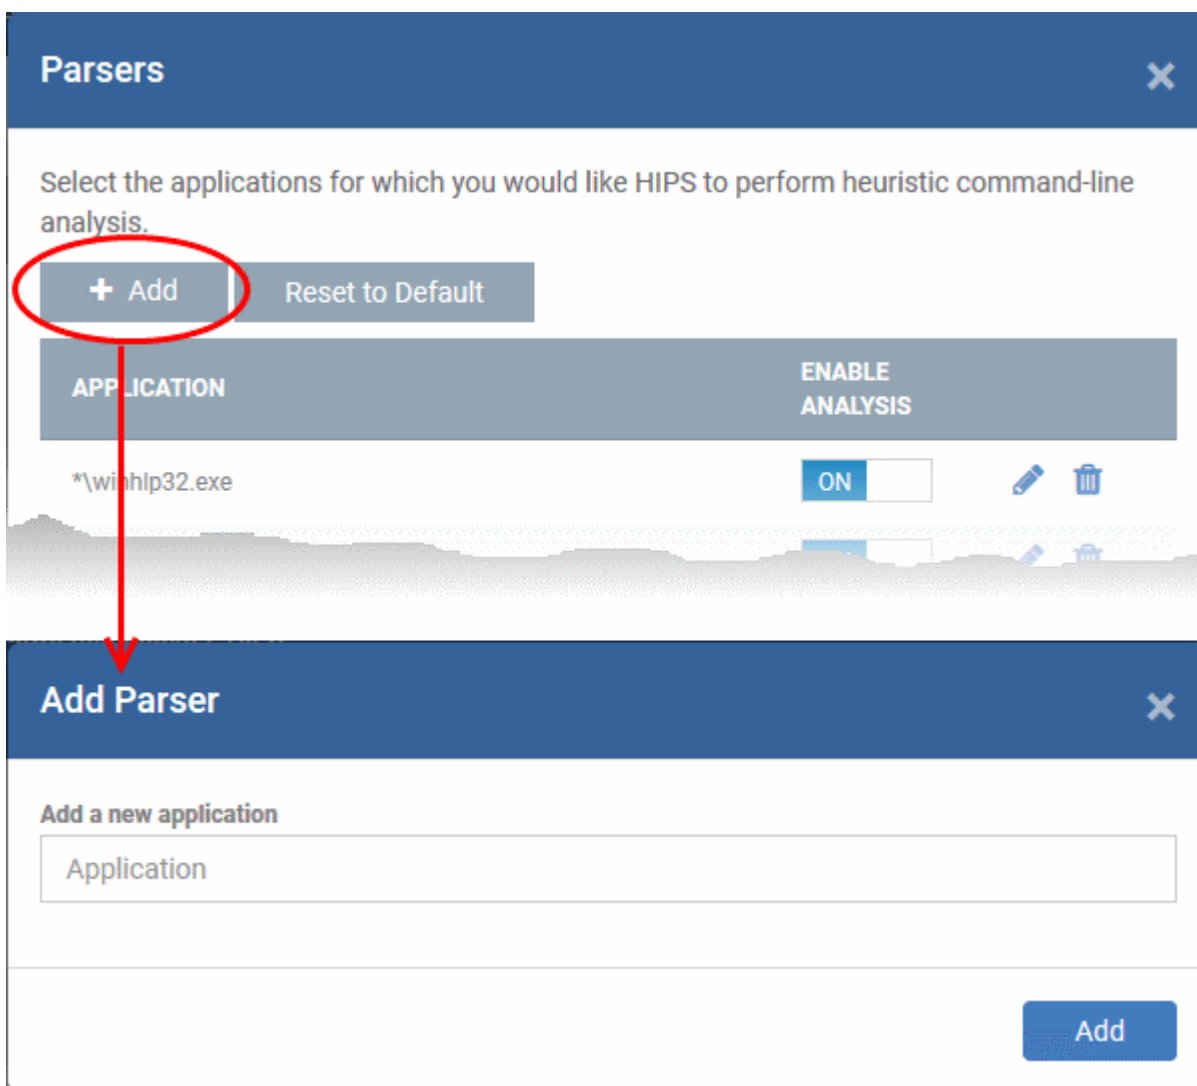 Parsers
Select the applications for which you would like HIPS to perform heuristic command-line
analysis.
Add
Reset to Default
APPLICATION
ENABLE
ANALYSIS
*\winhlp32.exe
ON
Add Parser
Add a new application
Application
Add